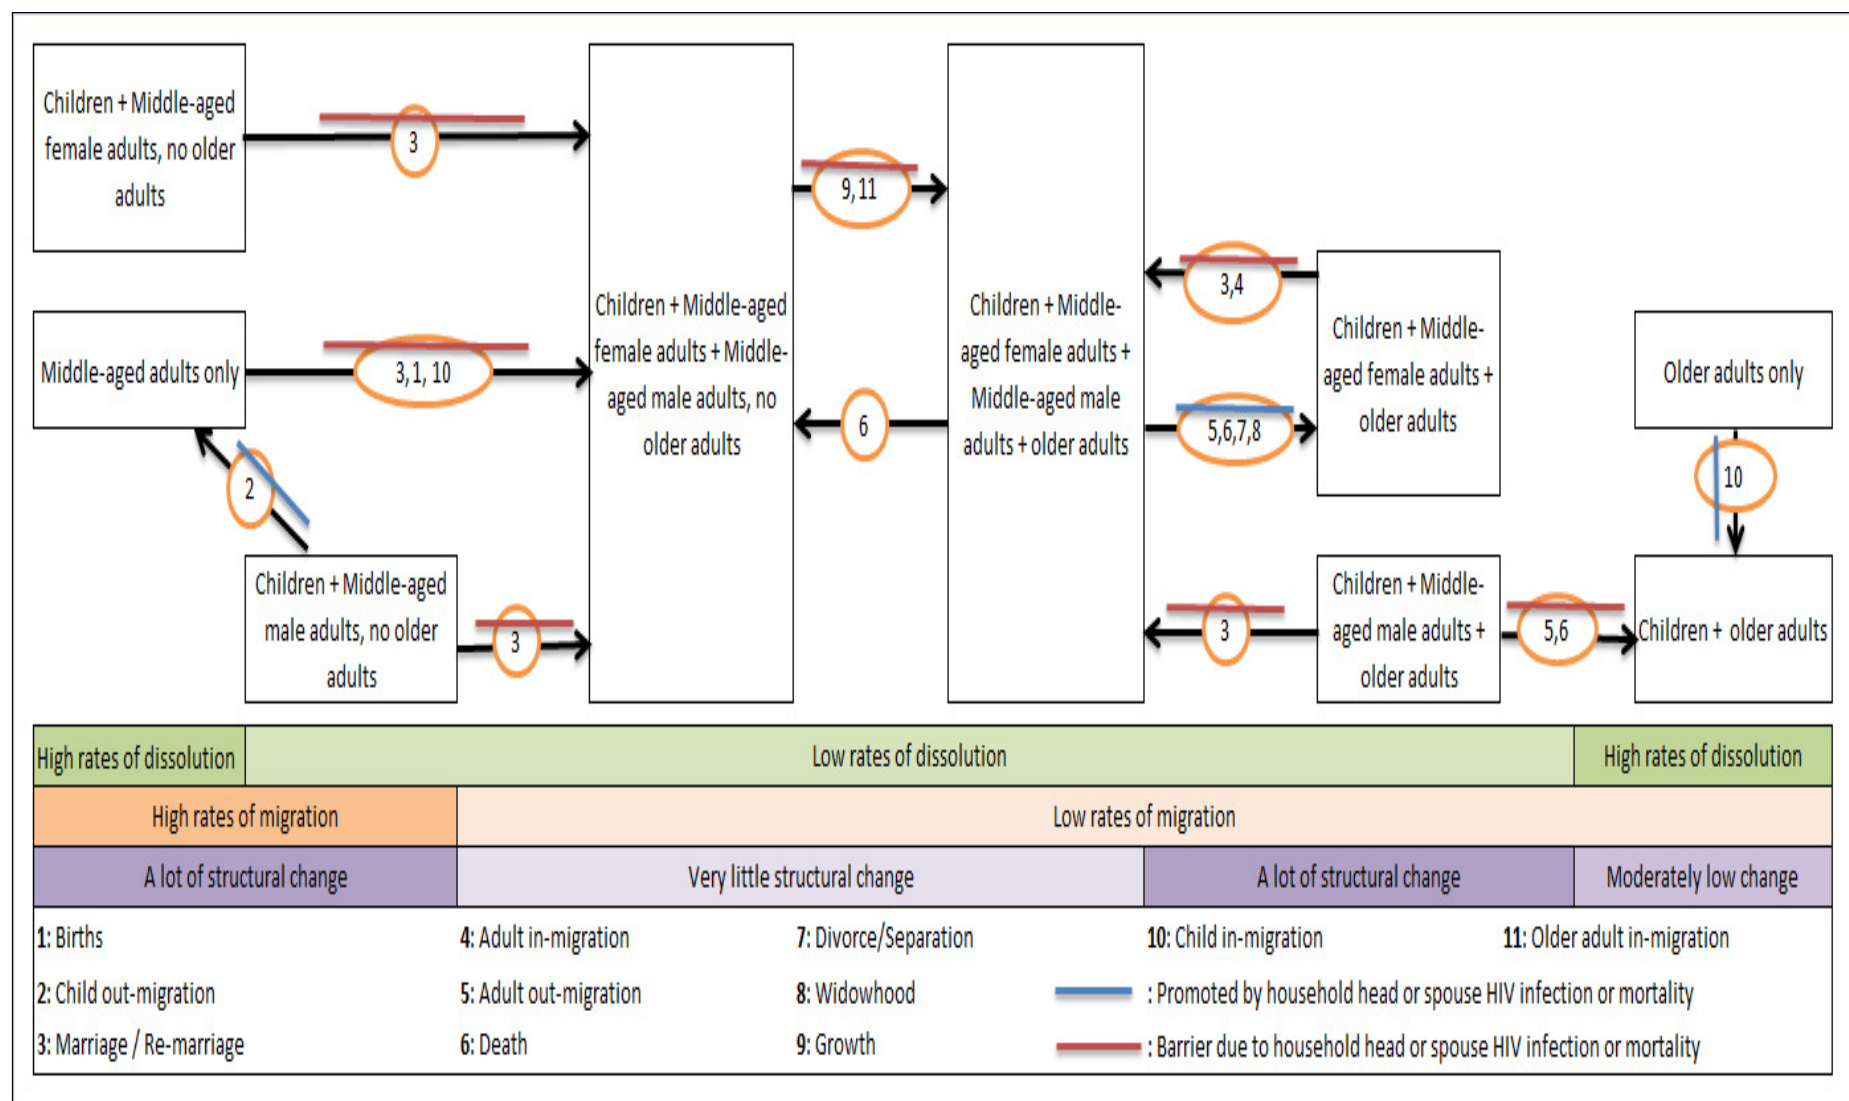 Children + Middle-aged
female adults, no older
adults
3
9, 11
3,4
Middle-aged adults only
3, 1, 10
Children + Middle-aged
female adults + Middle-
aged male adults, no
older adults
6
Children + Middle-
aged female adults +
Middle-aged male
adults + older adults
5,6,7,8
Children + Middle-
aged female adults +
older adults
Older adults only
10
2
Children + Middle-aged
male adults, no older
adults
3
3
Children + Middle-
aged male adults +
older adults
5,6
Children + older adults
High rates of dissolution
Low rates of dissolution
High rates of dissolution
High rates of migration
Low rates of migration
A lot of structural change
Very little structural change
A lot of structural change
Moderately low change
1: Births
4: Adult in-migration
7: Divorce/Separation
10: Child in-migration
11: Older adult in-migration
2: Child out-migration
5: Adult out-migration
8: Widowhood
: Promoted by household head or spouse HIV infection or mortality
3: Marriage / Re-marriage
6: Death
9: Growth
: Barrier due to household head or spouse HIV infection or mortality